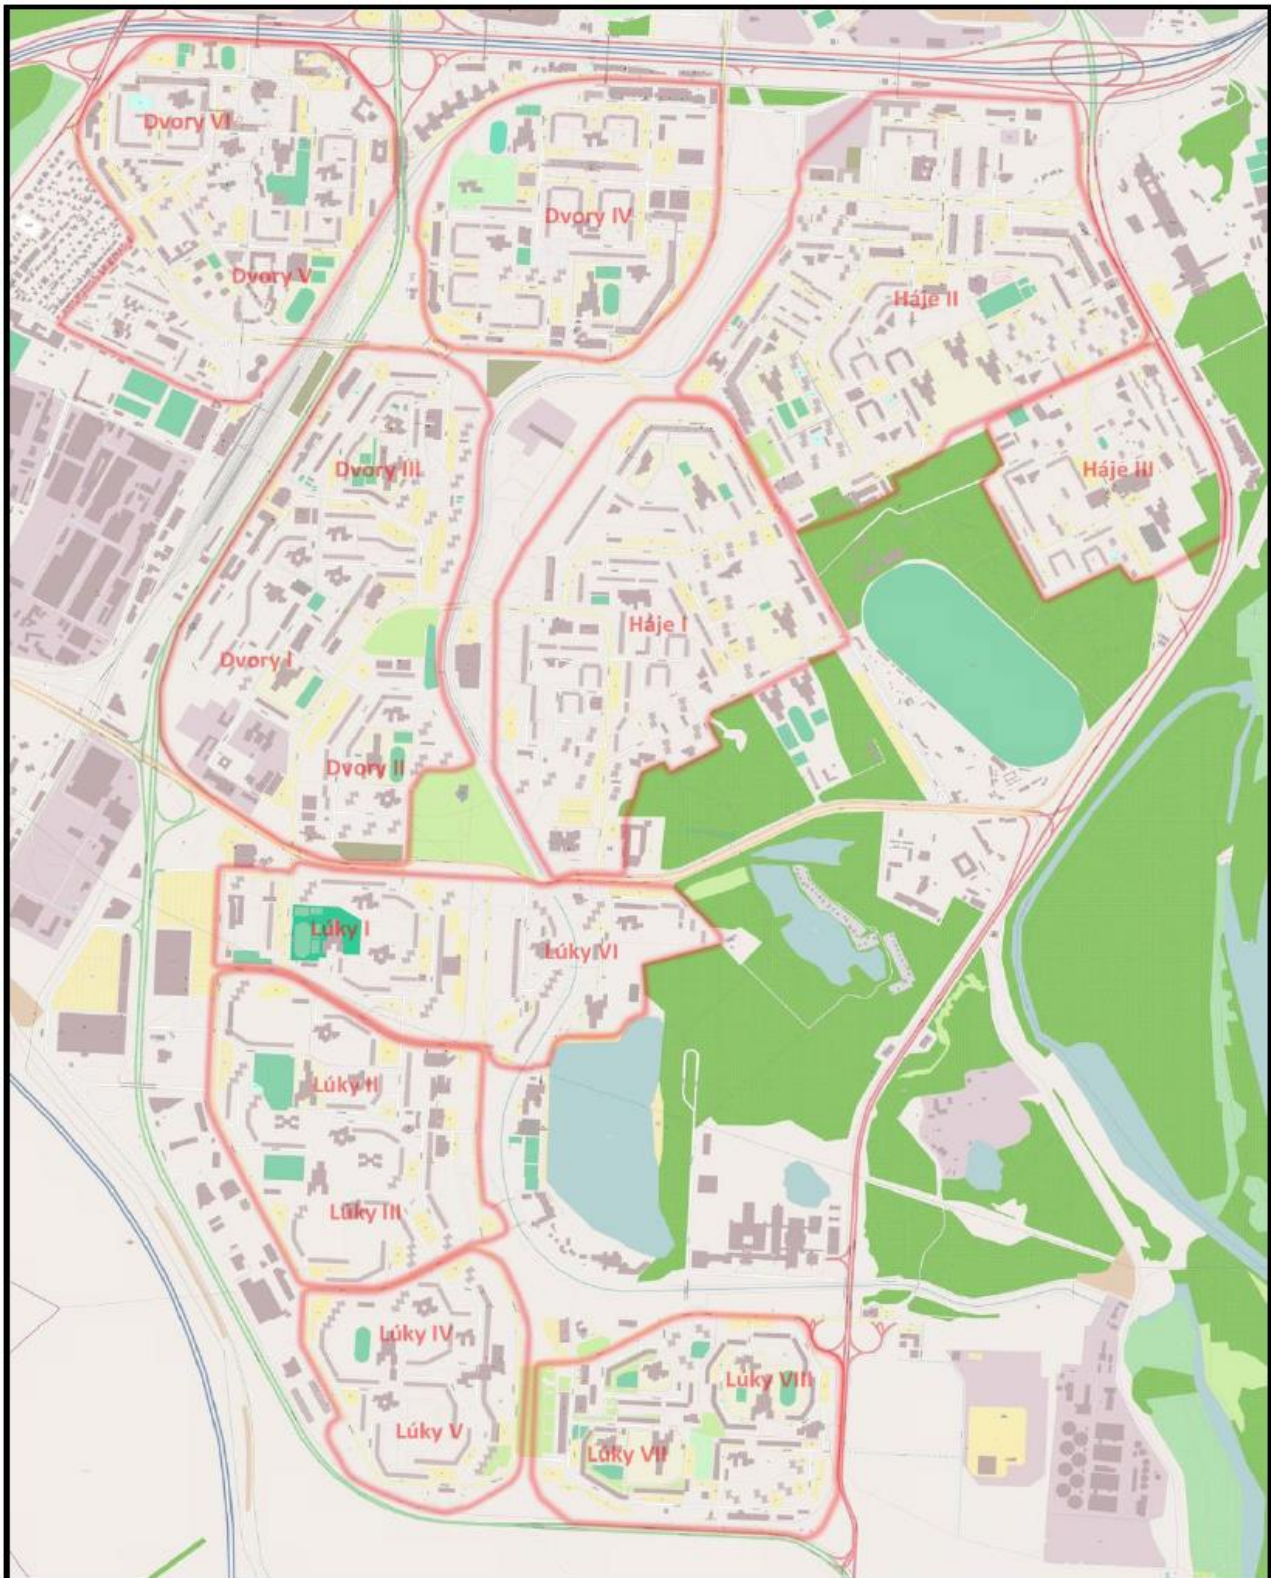 Dvory VI
Dvory IV
Dvory V
Háje II
Dvory III
Háje III
Háje I
Dvory I
Dvory II
Lúky I
Lúky VI
Lúky II
Lúky III
Lúky IV
Lúky VIII
Lúky V
Lúky VII